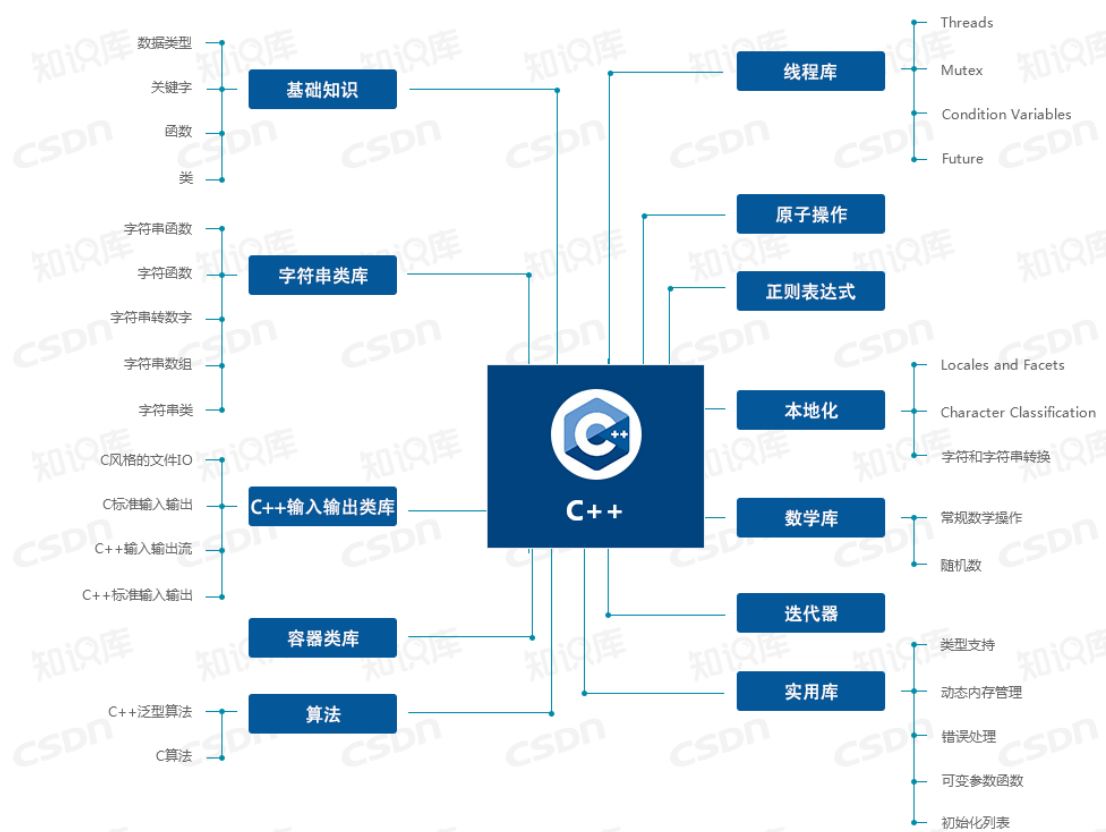 基础知识
数据类型
关键字
函数
类
字符串类库
字符串函数
字符函数
字符串转数字
字符串数组
字符串类
C++输入输出类库
C风格的文件IO
C标准输入输出
C++输入输出流
C++标准输入输出
容器类库
算法
C++泛型算法
C算法
C++
C++
线程库
Threads
Mutex
Condition Variables
Future
原子操作
正则表达式
本地化
Locales and Facets
Character Classification
字符和字符串转换
数学库
常规数学操作
随机数
迭代器
实用库
类型支持
动态内存管理
错误处理
可变参数函数
初始化列表
知识库
CSDN